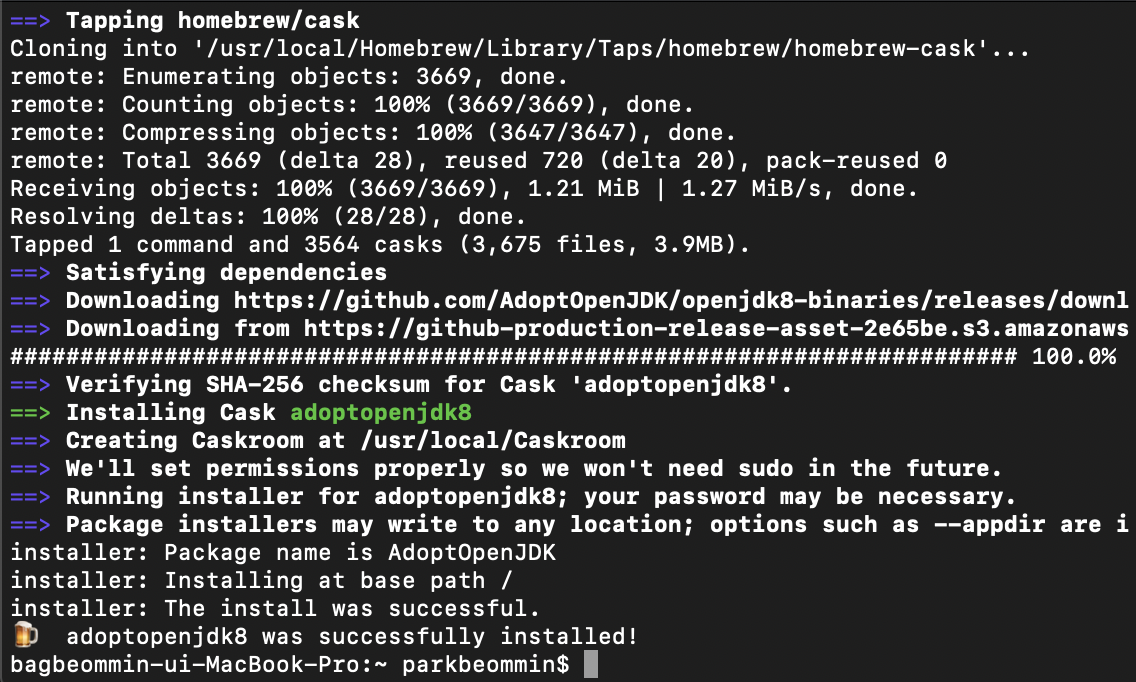 ==> Tapping homebrew/cask
Cloning into '/usr/local/Homebrew/Library/Taps/homebrew/homebrew-cask'...
remote: Enumerating objects: 3669, done.
remote: Counting objects: 100% (3669/3669), done.
remote: Compressing objects: 100% (3647/3647), done.
remote: Total 3669 (delta 28), reused 720 (delta 20), pack-reused 0
Receiving objects: 100% (3669/3669), 1.21 MiB | 1.27 MiB/s, done.
Resolving deltas: 100% (28/28), done.
Tapped 1 command and 3564 casks (3,675 files, 3.9MB).
==> Satisfying dependencies
==> Downloading https://github.com/AdoptOpenJDK/openjdk8-binaries/releases/downl
==> Downloading from https://github-production-release-asset-2e65be.s3.amazonaws
######################################################################## 100.0%
==> Verifying SHA-256 checksum for Cask 'adoptopenjdk8'.
==> Installing Cask adoptopenjdk8
==> Creating Caskroom at /usr/local/Caskroom
==> We'll set permissions properly so we won't need sudo in the future.
==> Running installer for adoptopenjdk8; your password may be necessary.
==> Package installers may write to any location; options such as --appdir are i
installer: Package name is AdoptOpenJDK
installer: Installing at base path /
installer: The install was successful.
🍺 adoptopenjdk8 was successfully installed!
bagbeommin-ui-MacBook-Pro:~ parkbeommin$